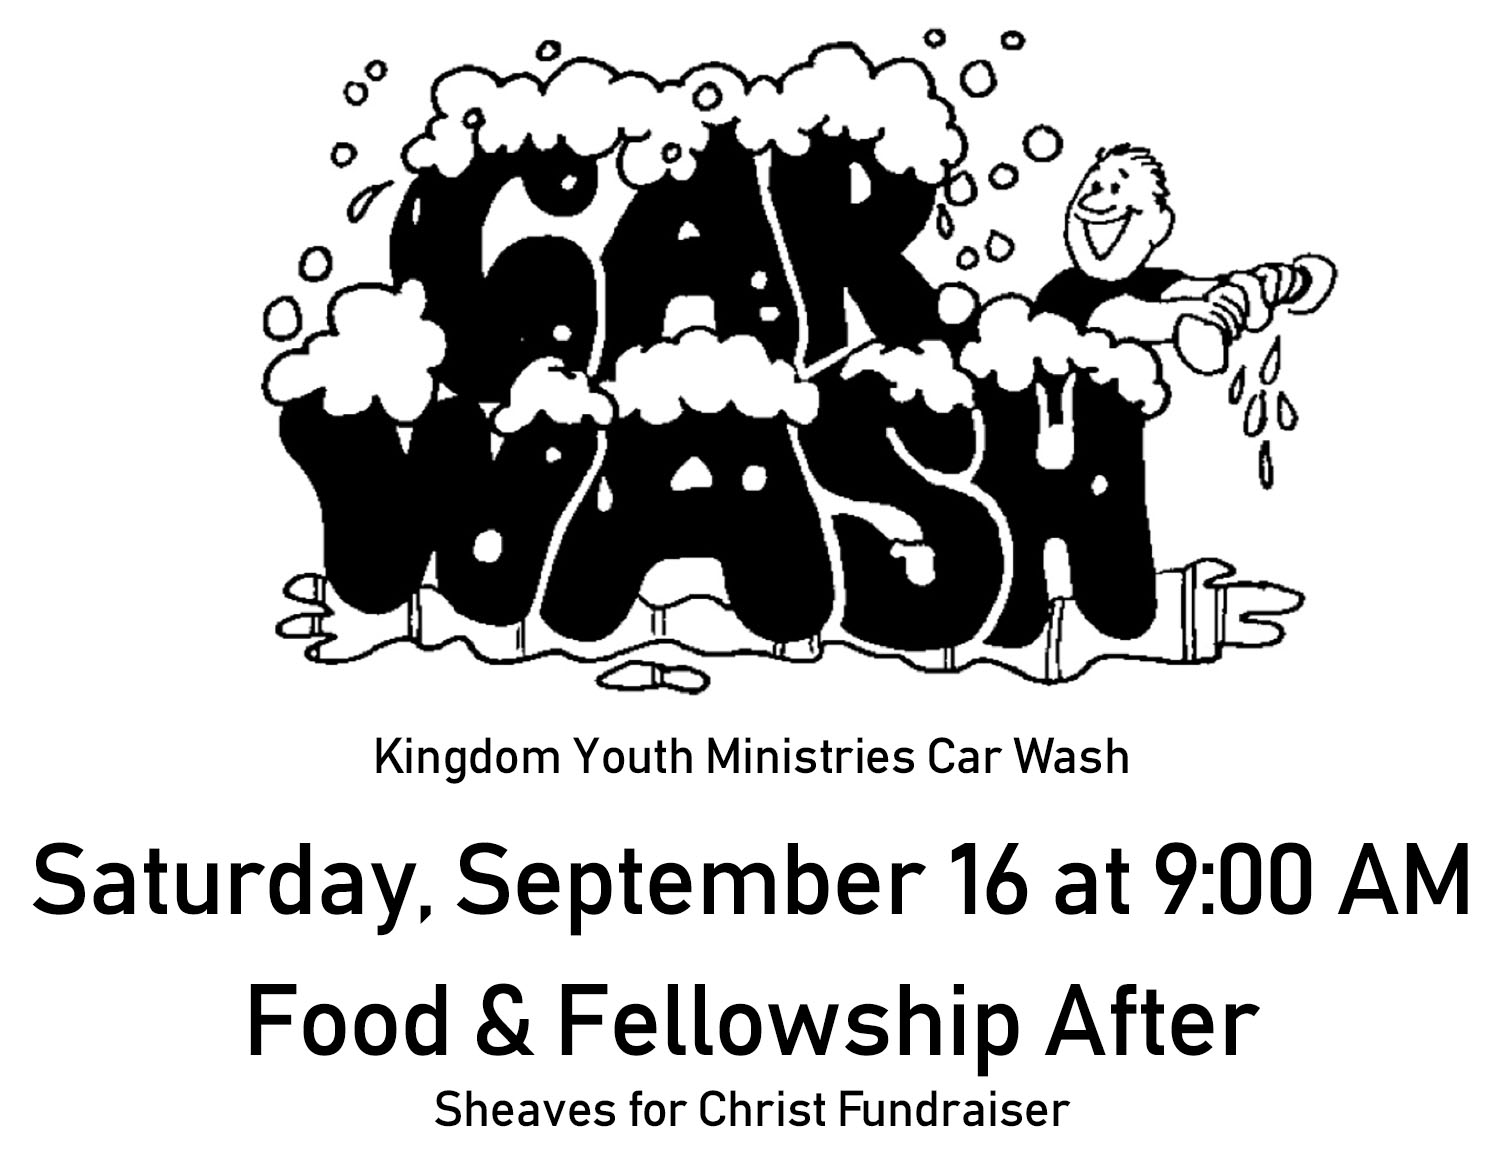 CAR
WASH
Kingdom Youth Ministries Car Wash
Saturday, September 16 at 9:00 AM
Food & Fellowship After
Sheaves for Christ Fundraiser